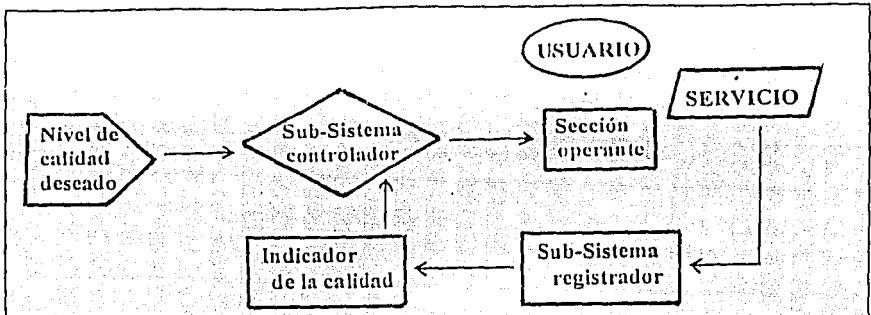 USUARIO
SERVICIO
Nivel de
calidad
deseado
Sub-Sistema
controlador
Sección
operante
Indicador
de la calidad
Sub-Sistema
registrador